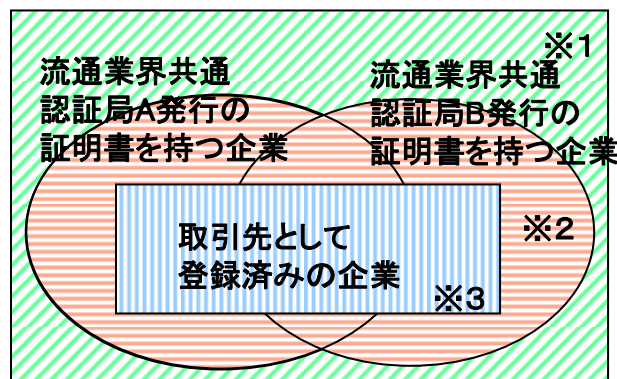 ※1
流通業界共通
認証局A発行の
証明書を持つ企業
流通業界共通
認証局B発行の
証明書を持つ企業
※2
取引先として
登録済みの企業
※3